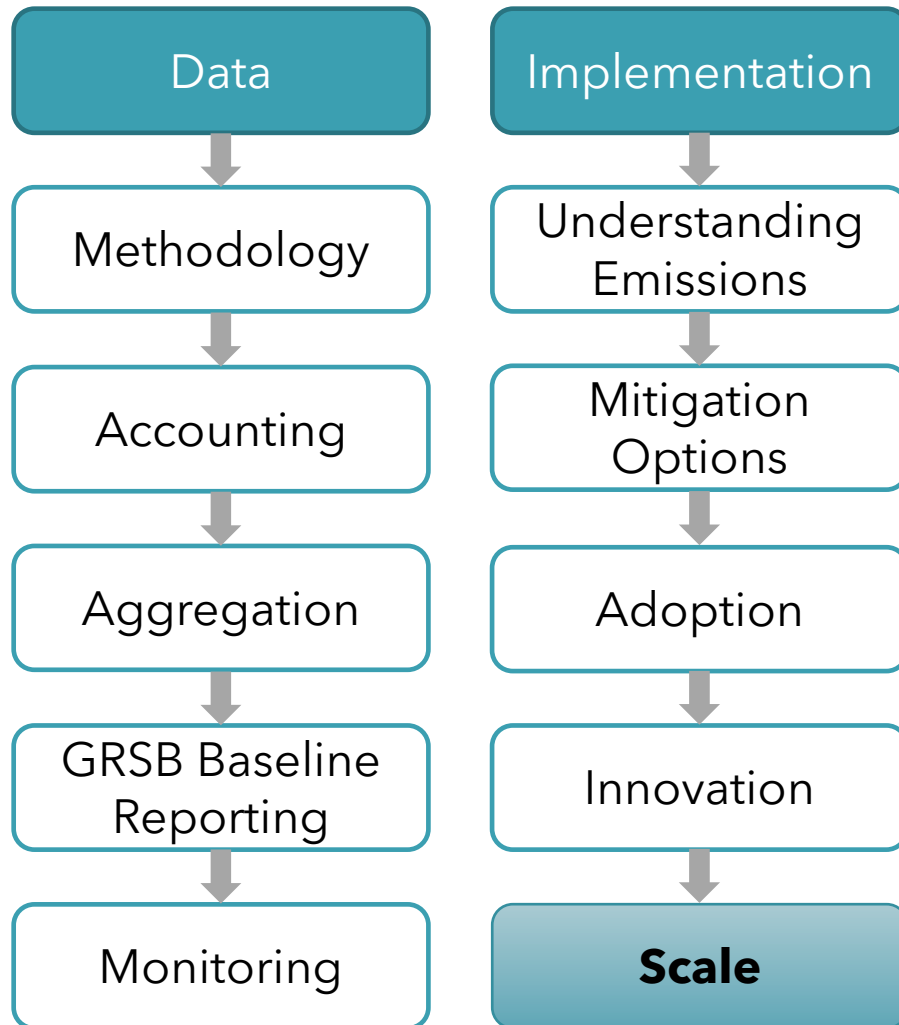 Data
Methodology
Accounting
Aggregation
GRSB Baseline
Reporting
Monitoring
Implementation
Understanding
Emissions
Mitigation
Options
Adoption
Innovation
Scale